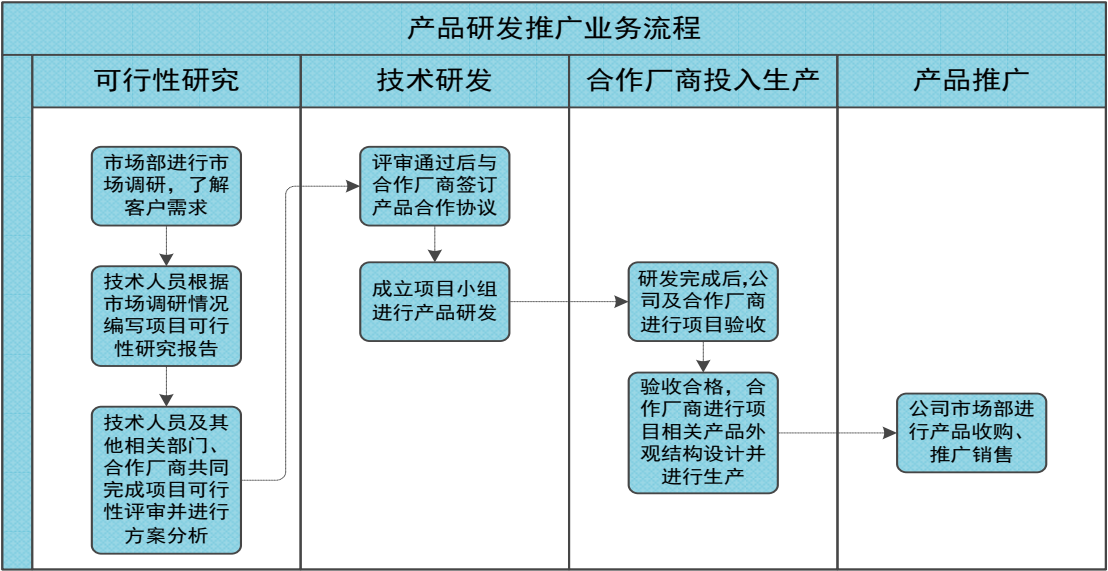 产品研发推广业务流程
可行性研究
技术研发
合作厂商投入生产
产品推广
市场部进行市
场调研，了解
客户需求
技术人员根据
市场调研情况
编写项目可行
性研究报告
技术人员及其
他相关部门、
合作厂商共同
完成项目可行
性评审并进行
方案分析
评审通过后与
合作厂商签订
产品合作协议
成立项目小组
进行产品研发
研发完成后,公
司及合作厂商
进行项目验收
验收合格，合
作厂商进行项
目相关产品外
观结构设计并
进行生产
公司市场部进
行产品收购、
推广销售